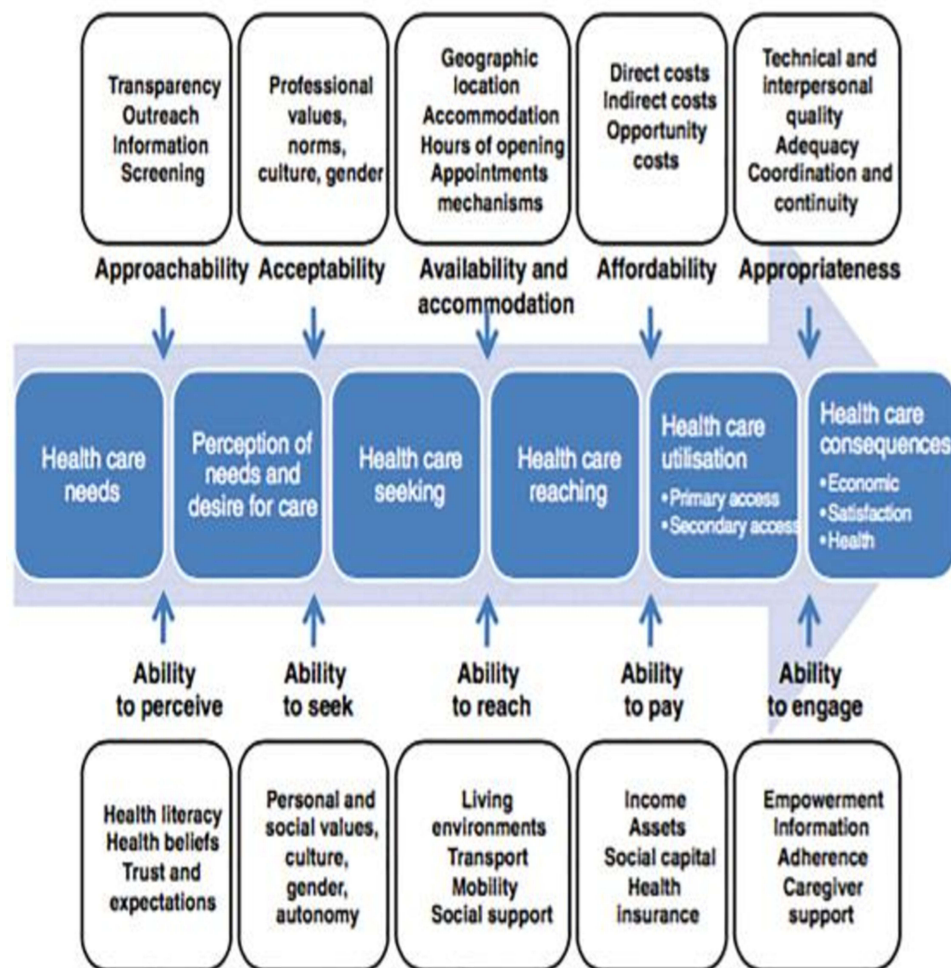 Transparency
Outreach
Information
Screening
Professional
values,
norms,
culture, gender
Geographic
location
Accommodation
Hours of opening
Appointments
mechanisms
Direct costs
Indirect costs
Opportunity
costs
Technical and
interpersonal
quality
Adequacy
Coordination and
continuity
Approachability
Acceptability
Availability and
accommodation
Affordability
Appropriateness
Health care
needs
Perception of
needs and
desire for care
Health care
seeking
Health care
reaching
Health care
utilisation
• Primary access
• Secondary access
Health care
consequences
• Economic
• Satisfaction
• Health
Ability
to perceive
Ability
to seek
Ability
to reach
Ability
to pay
Ability
to engage
Health literacy
Health beliefs
Trust and
expectations
Personal and
social values,
culture,
gender,
autonomy
Living
environments
Transport
Mobility
Social support
Income
Assets
Social capital
Health
insurance
Empowerment
Information
Adherence
Caregiver
support